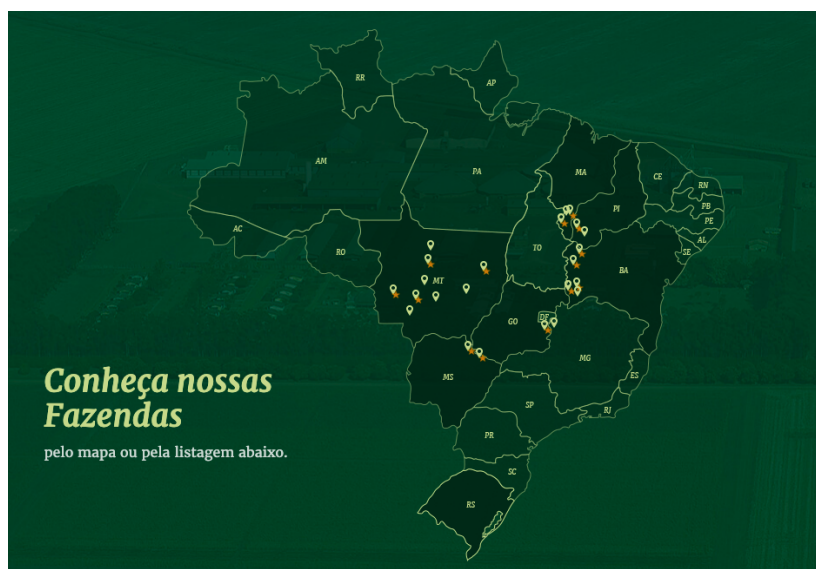 RR
AP
AM
PA
MA
CE
RN
PB
PE
AL
SE
PI
AC
RO
TO
BA
MT
GO
DF
MG
ES
MS
SP
RJ
PR
SC
RS
Conheça nossas
Fazendas
pelo mapa ou pela listagem abaixo.